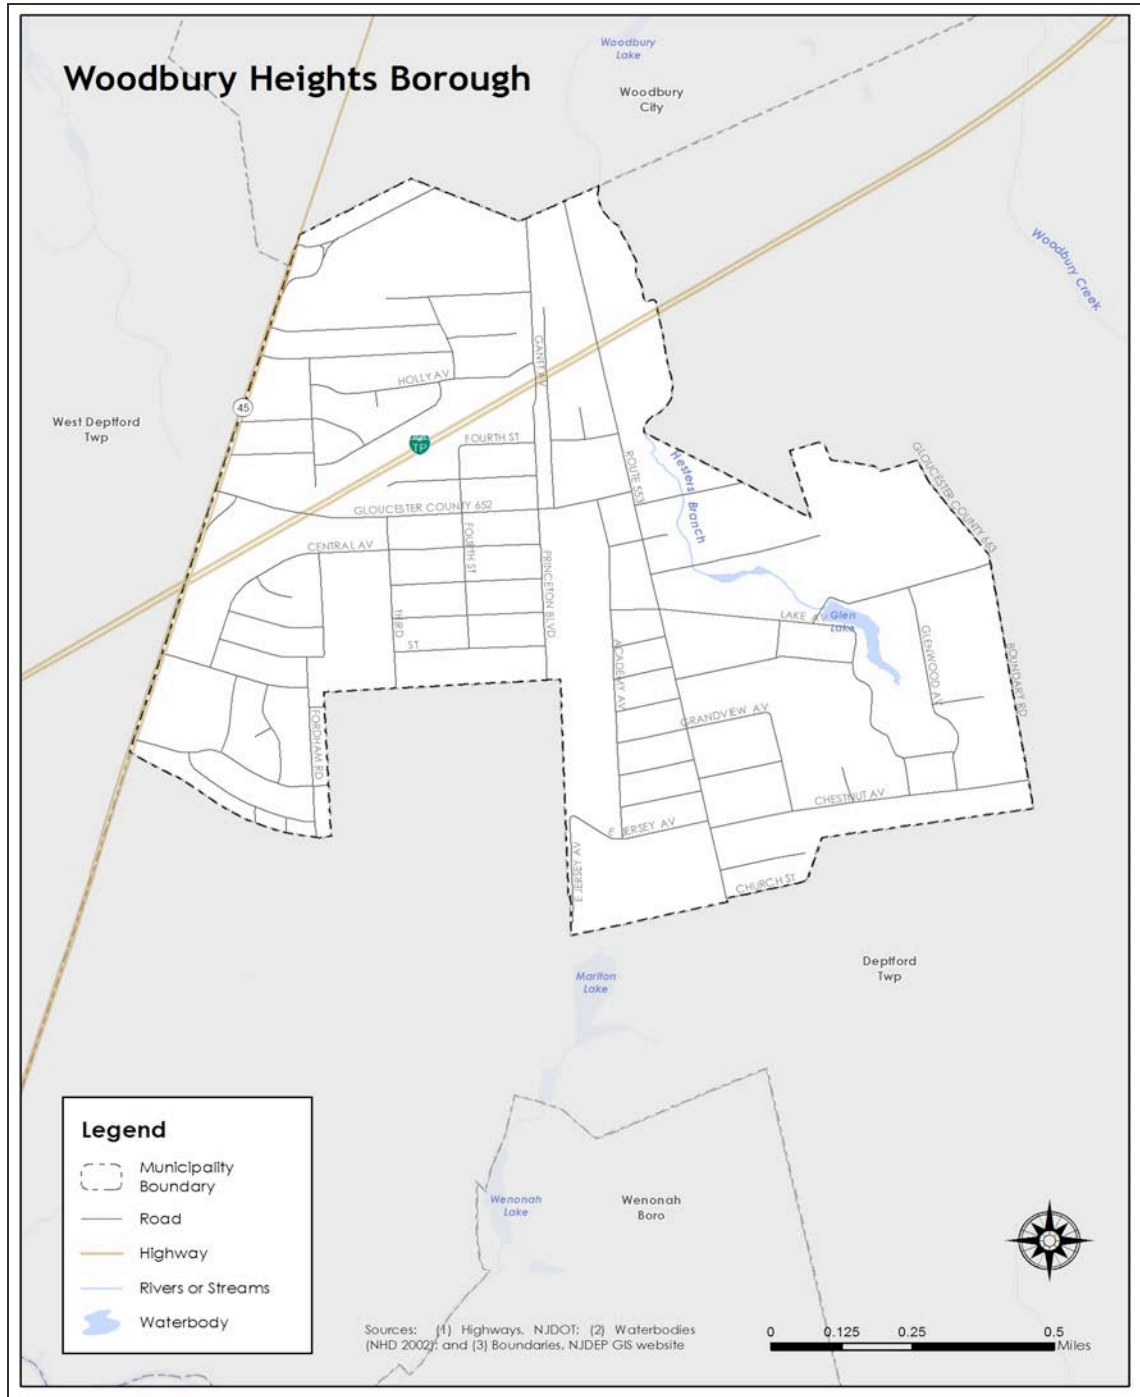 Woodbury Heights Borough
Woodbury
Lake
Woodbury
City
Woodbury Creek
45
West Deptford
Twp
HOLLY AV
GANTT AV
TP
FOURTH ST
ROUTE 553
Hesters Branch
GLOUCESTER COUNTY 663
GLOUCESTER COUNTY 652
CENTRAL AV
FOURTH ST
PRINCETON BLVD
THIRD
ST
LAKE AV
Glen
Lake
GLENWOOD AV
BOUNDARY RD
ACADEMY AV
GRANDVIEW AV
FORDHAM RD
CHESTNUT AV
E JERSEY AV
E JERSEY AV
CHURCH ST
Deptford
Twp
Marlton
Lake
Wenonah
Lake
Wenonah
Boro
Legend
Municipality
Boundary
Road
Highway
Rivers or Streams
Waterbody
Sources: (1) Highways, NJDOT; (2) Waterbodies
(NHD 2002); and (3) Boundaries, NJDEP GIS website
0 0.125 0.25 0.5
Miles